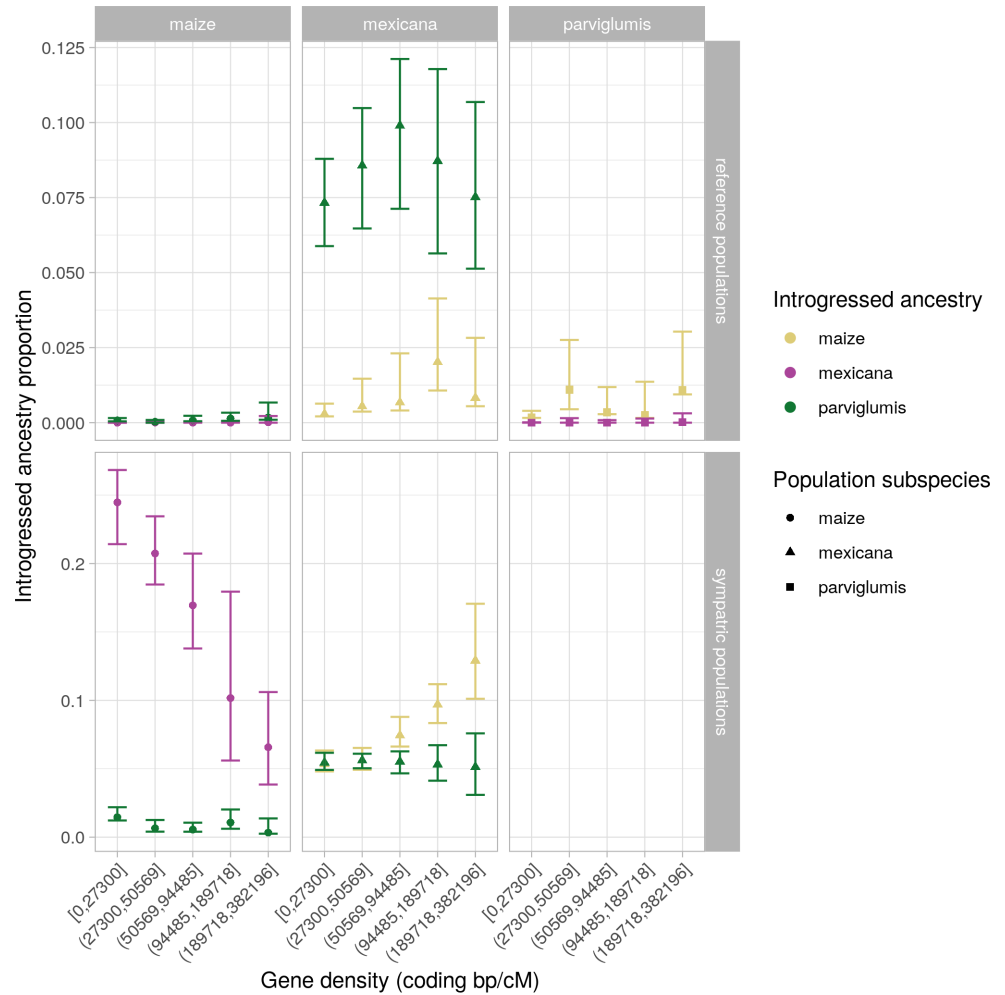 maize
mexicana
parviglumis
0.125
0.100
0.075
0.050
0.025
0.000
reference populations
0.2
0.1
0.0
sympatric populations
Introgressed ancestry proportion
[0,27300]
(27300,50569]
(50569,94485]
(94485,189718]
(189718,382196]
[0,27300]
(27300,50569]
(50569,94485]
(94485,189718]
(189718,382196]
[0,27300]
(27300,50569]
(50569,94485]
(94485,189718]
(189718,382196]
Gene density (coding bp/cM)
Introgressed ancestry
maize
mexicana
parviglumis
Population subspecies
maize
mexicana
parviglumis